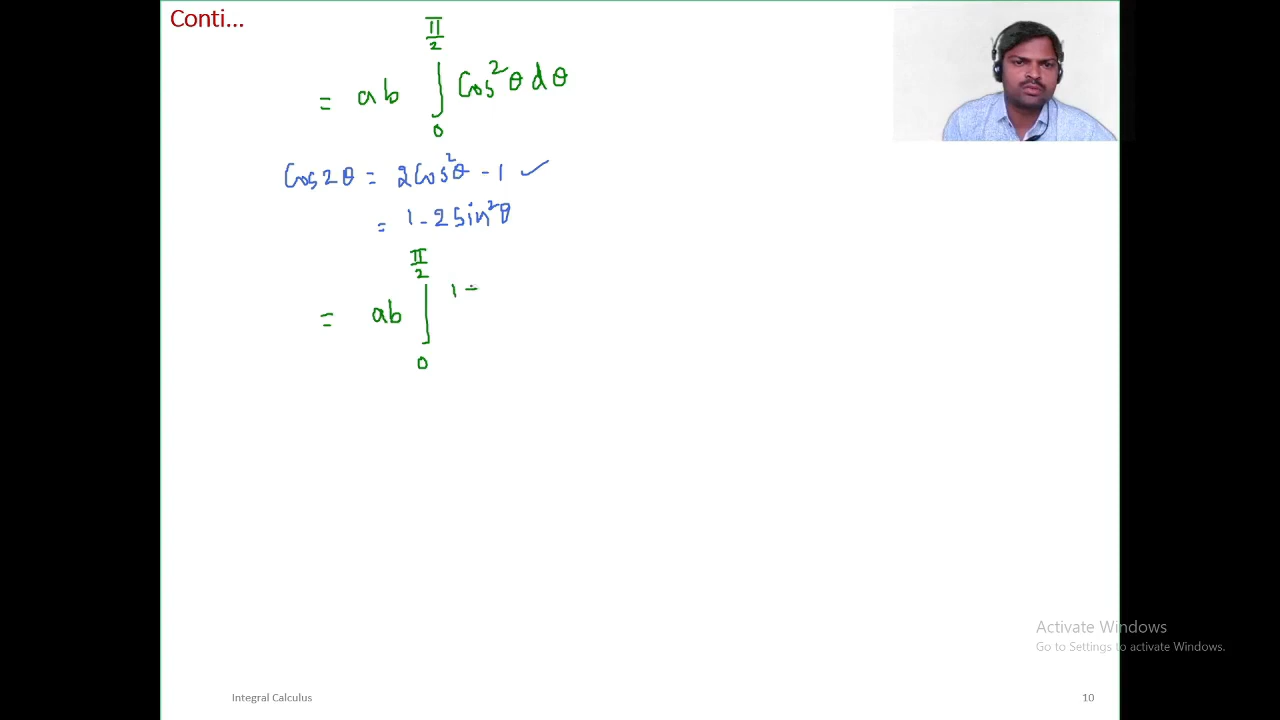 Conti...
π/2
= ab ∫ Cos²θ dθ
0
Cos2θ = 2Cos²θ - 1 ✓
= 1 - 2Sin²θ
π/2
= ab ∫ 1 -
0
Activate Windows
Go to Settings to activate Windows.
Integral Calculus 10